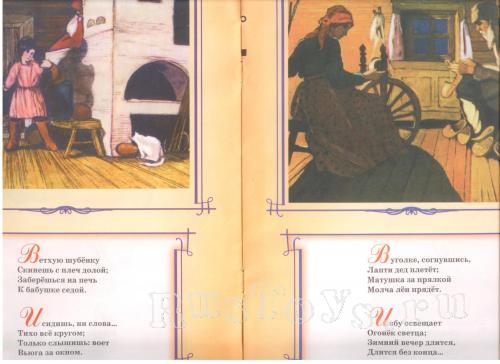 Ветхую шубёнку
Скинешь с плеч долой;
Заберёшься на печь
К бабушке седой.
И сидишь, ни слова...
Тихо всё кругом;
Только слышишь: воет
Вьюга за окном.
В уголке, согнувшись,
Лапти дед плетёт;
Матушка за прялкой
Молча лён прядёт.
Избу освещает
Огонёк светца;
Зимний вечер длится,
Длится без конца...
RusToys.ru